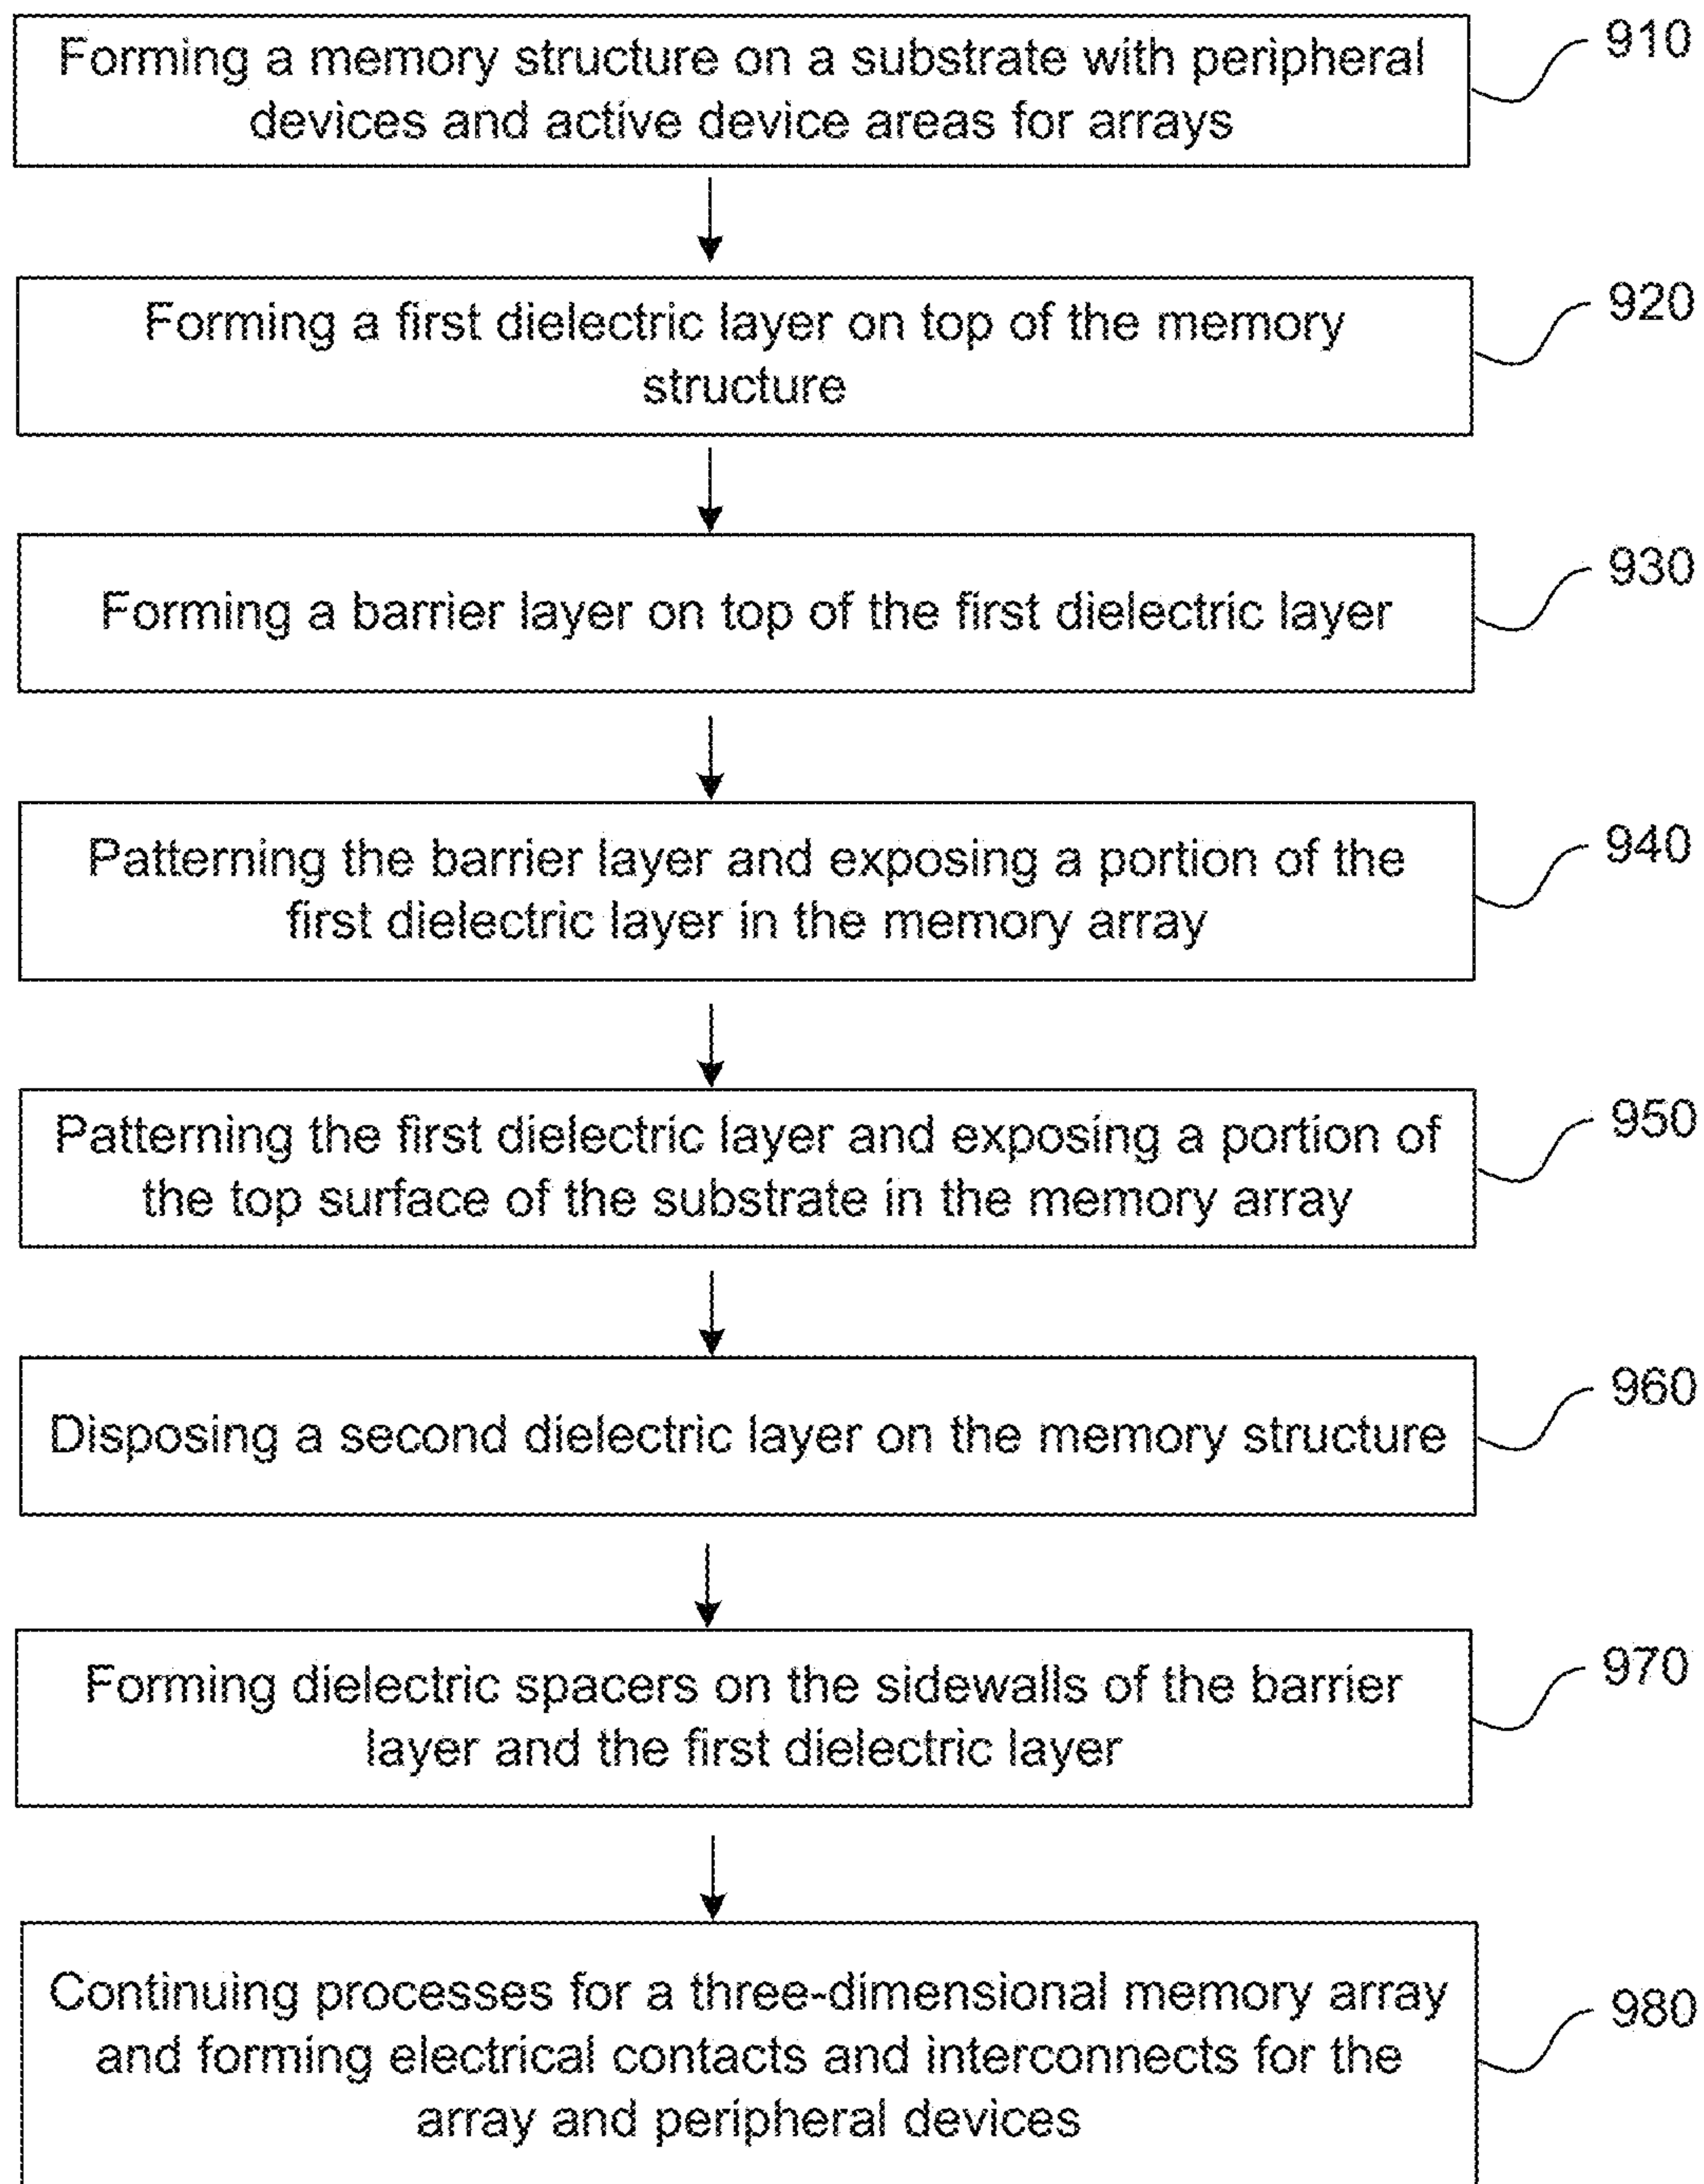 Forming a memory structure on a substrate with peripheral
devices and active device areas for arrays
910
Forming a first dielectric layer on top of the memory
structure
920
Forming a barrier layer on top of the first dielectric layer
930
Patterning the barrier layer and exposing a portion of the
first dielectric layer in the memory array
940
Patterning the first dielectric layer and exposing a portion of
the top surface of the substrate in the memory array
950
Disposing a second dielectric layer on the memory structure
960
Forming dielectric spacers on the sidewalls of the barrier
layer and the first dielectric layer
970
Continuing processes for a three-dimensional memory array
and forming electrical contacts and interconnects for the
array and peripheral devices
980